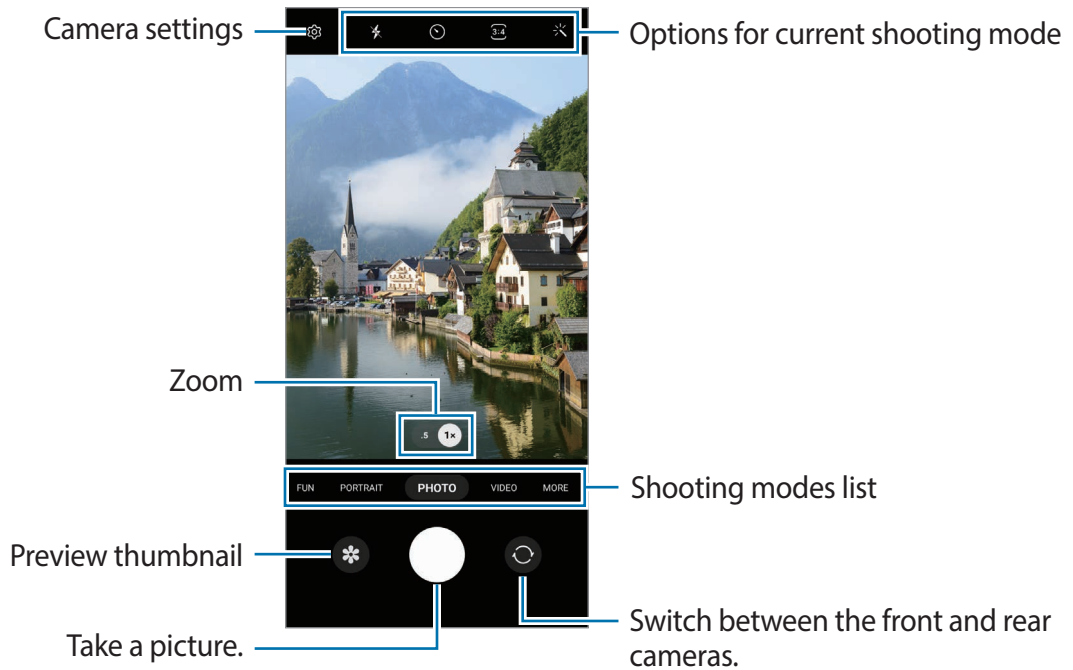 Camera settings
3:4
Options for current shooting mode
Zoom
.5 1×
FUN PORTRAIT PHOTO VIDEO MORE
Shooting modes list
Preview thumbnail
Take a picture.
Switch between the front and rear
cameras.